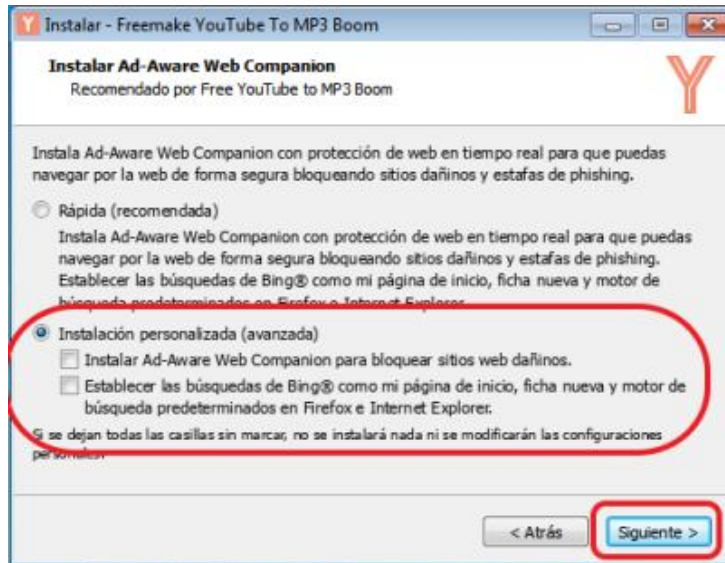 Instalar - Freemake YouTube To MP3 Boom
Instalar Ad-Aware Web Companion
Recomendado por Free YouTube to MP3 Boom
Y
Instala Ad-Aware Web Companion con protección de web en tiempo real para que puedas
navegar por la web de forma segura bloqueando sitios dañinos y estafas de phishing.
Rápida (recomendada)
Instala Ad-Aware Web Companion con protección de web en tiempo real para que puedas
navegar por la web de forma segura bloqueando sitios dañinos y estafas de phishing.
Establecer las búsquedas de Bing® como mi página de inicio, ficha nueva y motor de
búsqueda predeterminados en Firefox e Internet Explorer.
Instalación personalizada (avanzada)
Instalar Ad-Aware Web Companion para bloquear sitios web dañinos.
Establecer las búsquedas de Bing® como mi página de inicio, ficha nueva y motor de
búsqueda predeterminados en Firefox e Internet Explorer.
Si se dejan todas las casillas sin marcar, no se instalará nada ni se modificarán las configuraciones
personales.
< Atrás
Siguiente >